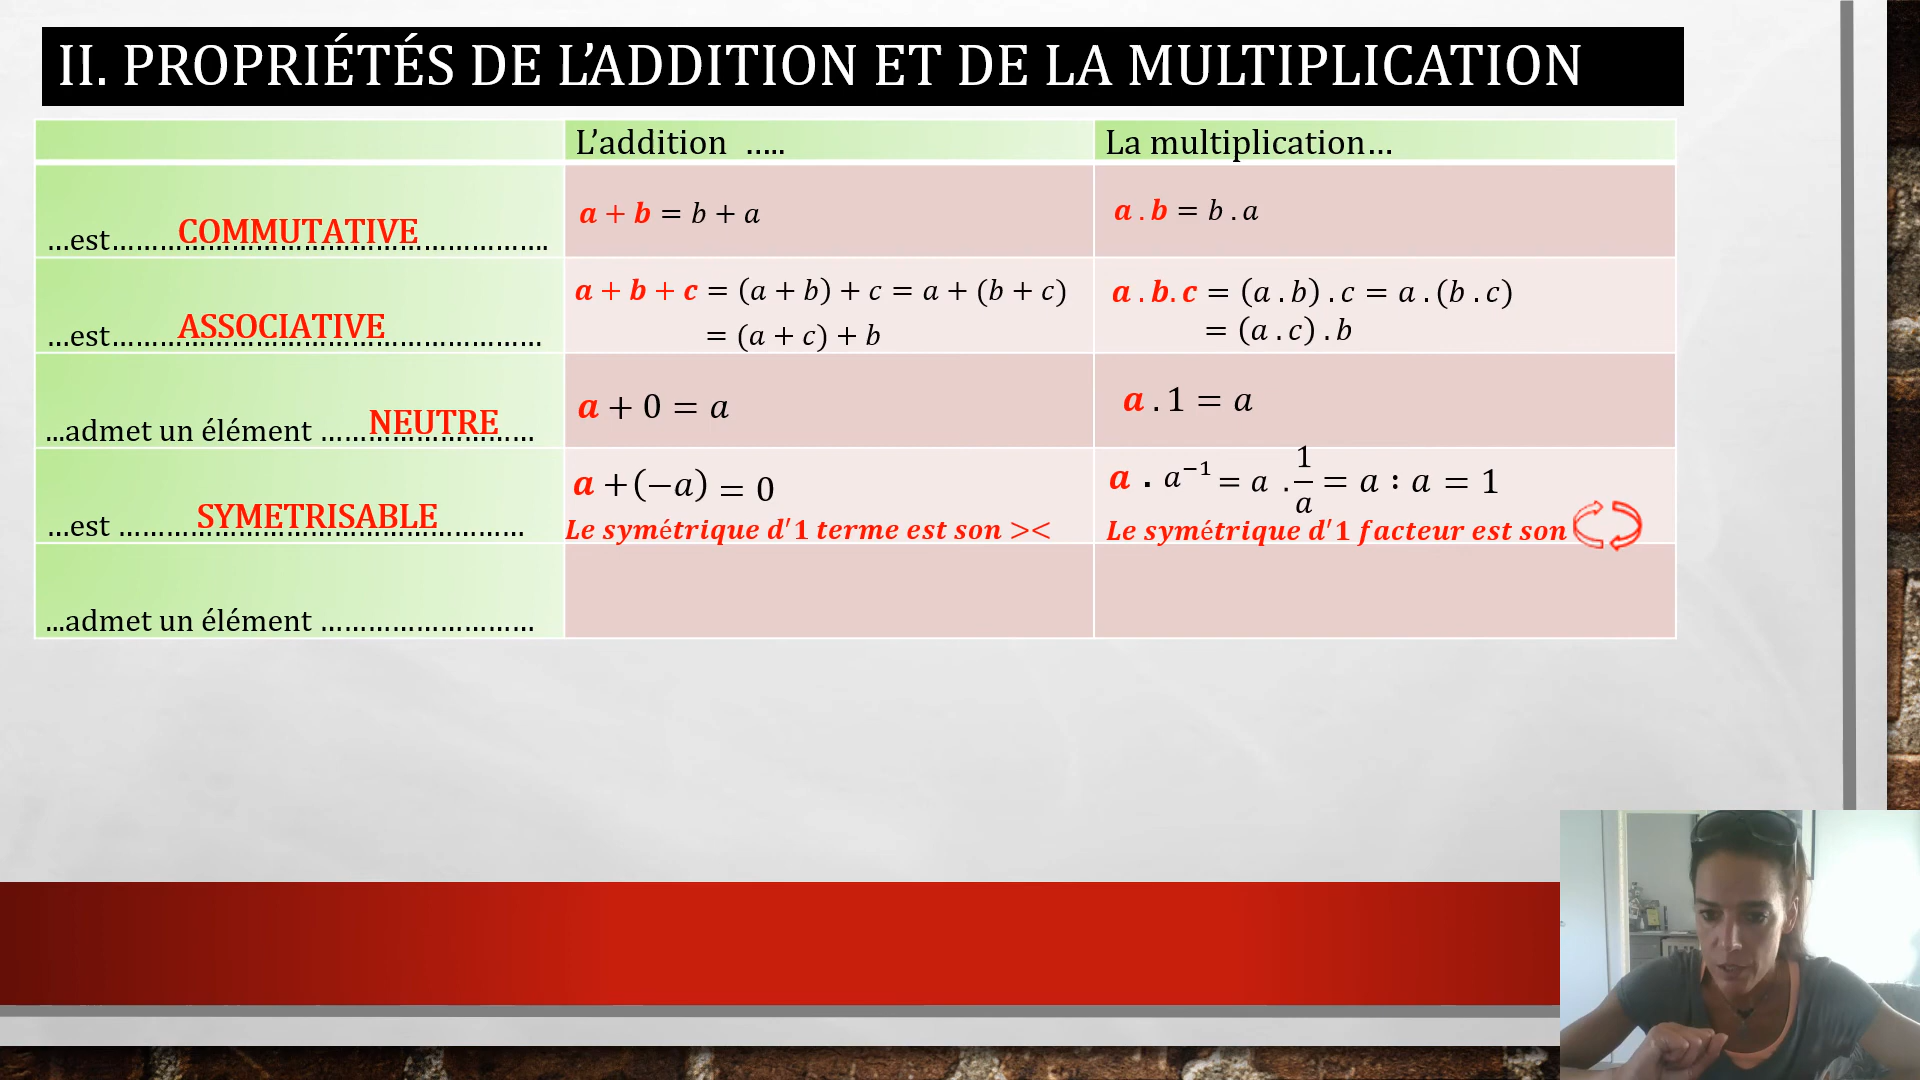 II. PROPRIÉTÉS DE L’ADDITION ET DE LA MULTIPLICATION
L’addition …..
La multiplication…
…est……………………………………………….
COMMUTATIVE
a + b = b + a
a . b = b . a
…est………………………………………………
ASSOCIATIVE
a + b + c = (a + b) + c = a + (b + c)
= (a + c) + b
a . b. c = (a . b) . c = a . (b . c)
= (a . c) . b
...admet un élément ………………………
NEUTRE
a + 0 = a
a . 1 = a
…est ……………………………………………
SYMETRISABLE
a +(−a) = 0
Le symétrique d′1 terme est son ><
a . a⁻¹ = a . 1/a = a : a = 1
Le symétrique d′1 facteur est son
...admet un élément ………………………